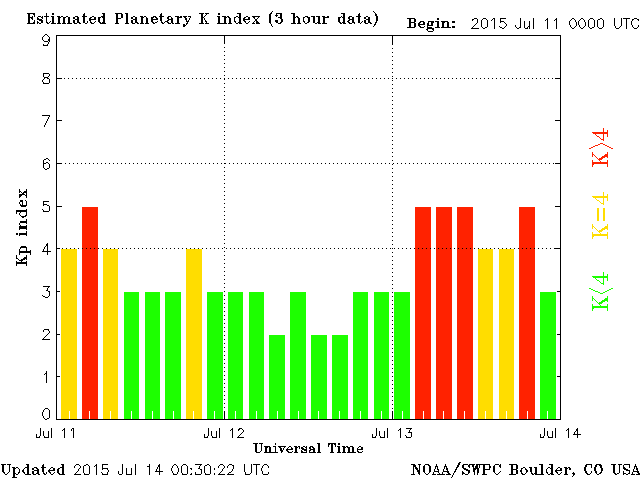 Estimated Planetary K index (3 hour data)
Begin: 2015 Jul 11 0000 UTC
9
8
7
6
5
4
3
2
1
0
Kp index
K>4
K=4
K<4
Jul 11
Jul 12
Jul 13
Jul 14
Universal Time
Updated 2015 Jul 14 00:30:22 UTC
NOAA/SWPC Boulder, CO USA